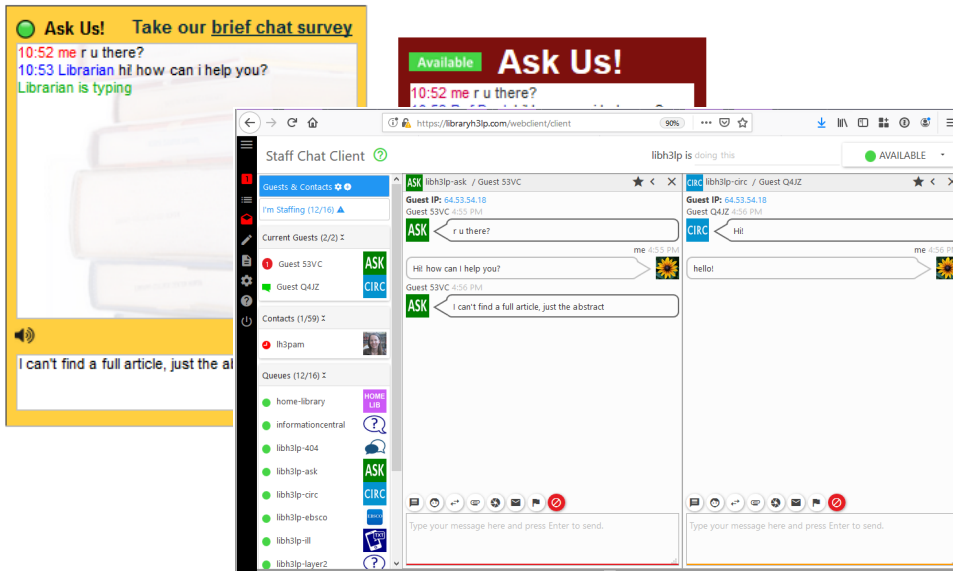 Ask Us!
Take our brief chat survey
10:52 me r u there?
10:53 Librarian hi! how can i help you?
Librarian is typing
I can't find a full article, just the
Available
Ask Us!
10:52 me r u there?
https://libraryh3lp.com/webclient/client
90%
Staff Chat Client
libh3lp is doing this
AVAILABLE
1
Guests & Contacts
I'm Staffing (12/16)
Current Guests (2/2)
1 Guest 53VC
ASK
Guest Q4JZ
CIRC
Contacts (1/59)
lh3pam
Queues (12/16)
home-library
HOME
LIB
informationcentral
libh3lp-404
libh3lp-ask
ASK
libh3lp-circ
CIRC
libh3lp-ebsco
EBSCO
libh3lp-ill
TXT
libh3lp-layer2
ASK libh3lp-ask / Guest 53VC
Guest IP: 64.53.54.18
Guest 53VC 4:55 PM
ASK
r u there?
me 4:55 PM
Hi! how can I help you?
Guest 53VC 4:56 PM
ASK
I can't find a full article, just the abstract
Type your message here and press Enter to send.
CIRC libh3lp-circ / Guest Q4JZ
Guest IP: 64.53.54.18
Guest Q4JZ 4:56 PM
CIRC
Hi!
me 4:56 PM
hello!
Type your message here and press Enter to send.